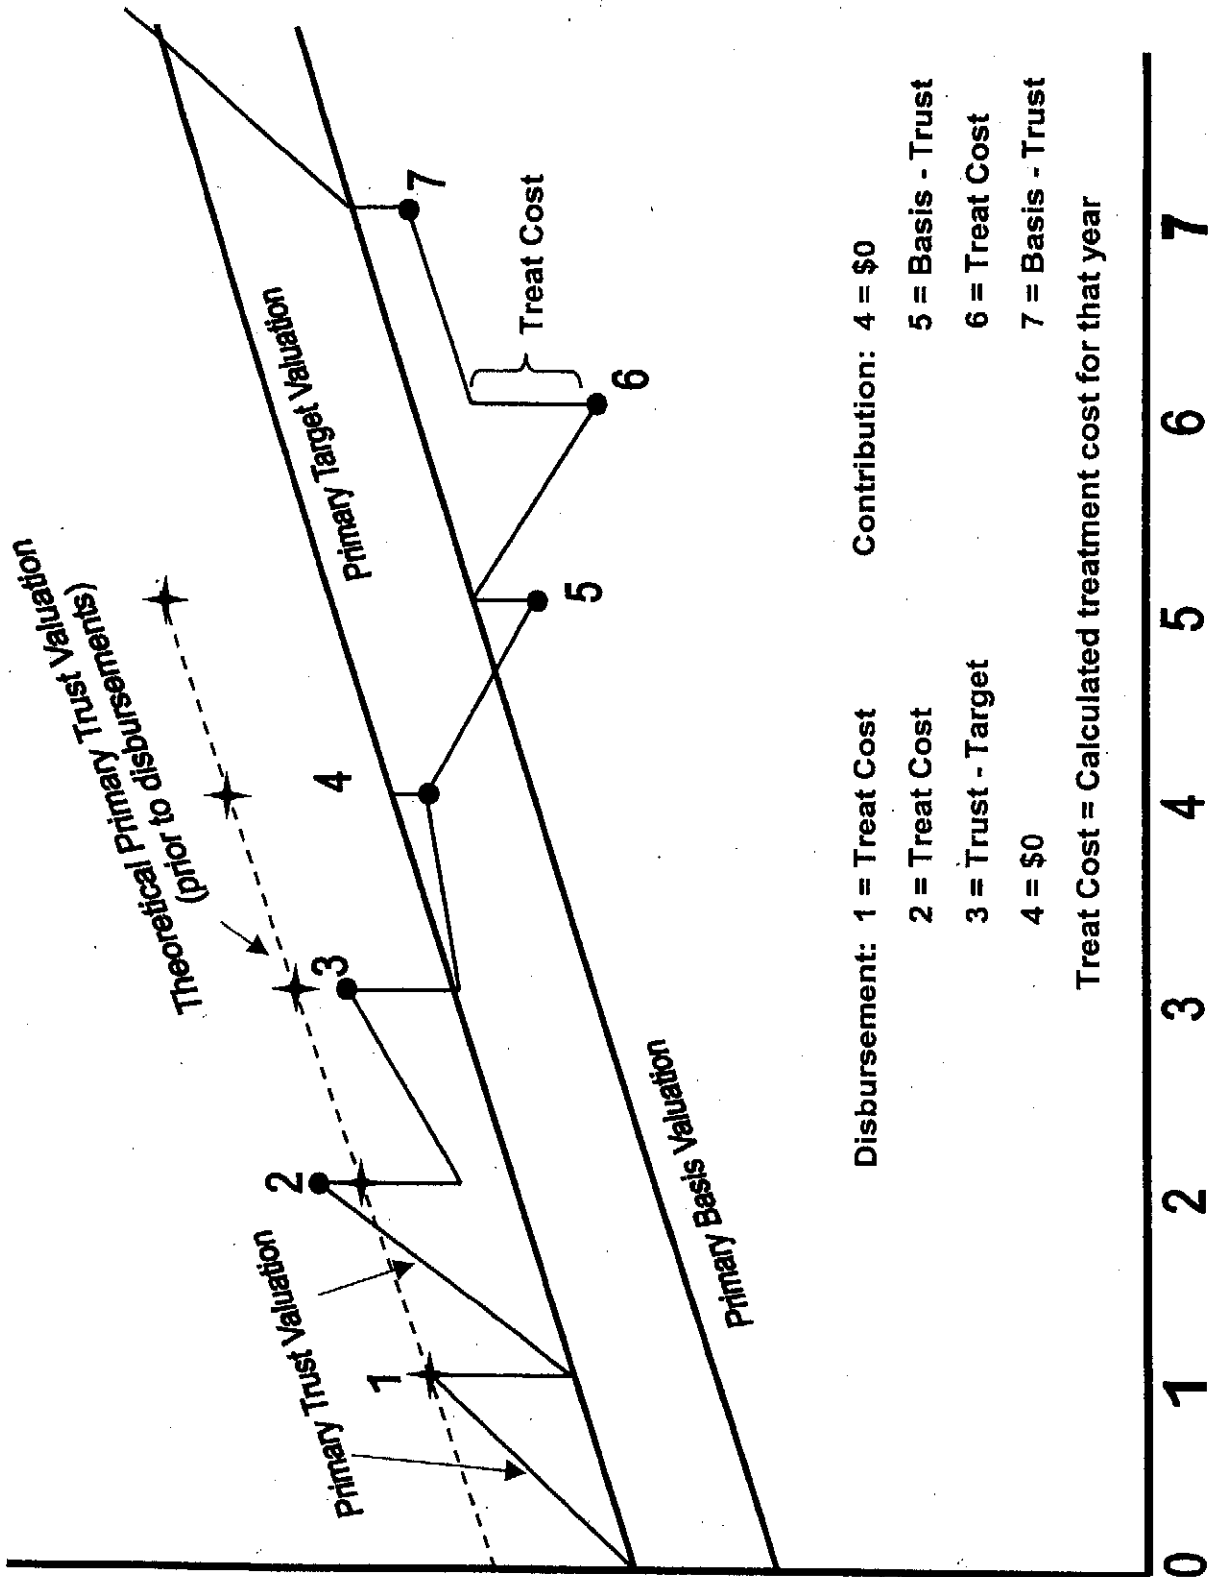 Theoretical Primary Trust Valuation
(prior to disbursements)
Primary Trust Valuation
Primary Target Valuation
Primary Basis Valuation
1
2
3
4
5
6
7
Treat Cost
Disbursement: 1 = Treat Cost
2 = Treat Cost
3 = Trust - Target
4 = $0
Contribution: 4 = $0
5 = Basis - Trust
6 = Treat Cost
7 = Basis - Trust
Treat Cost = Calculated treatment cost for that year
0 1 2 3 4 5 6 7